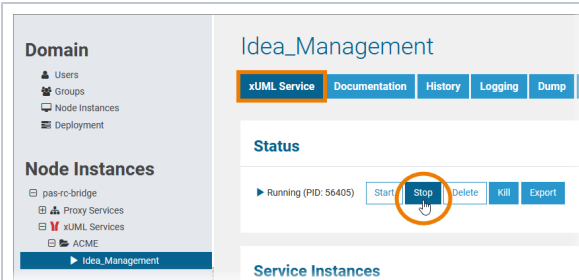 Domain
Users
Groups
Node Instances
Deployment
Node Instances
pas-rc-bridge
Proxy Services
xUML Services
ACME
Idea_Management
Idea_Management
xUML Service Documentation History Logging Dump
Status
Running (PID: 56405) Start Stop Delete Kill Export
Service Instances